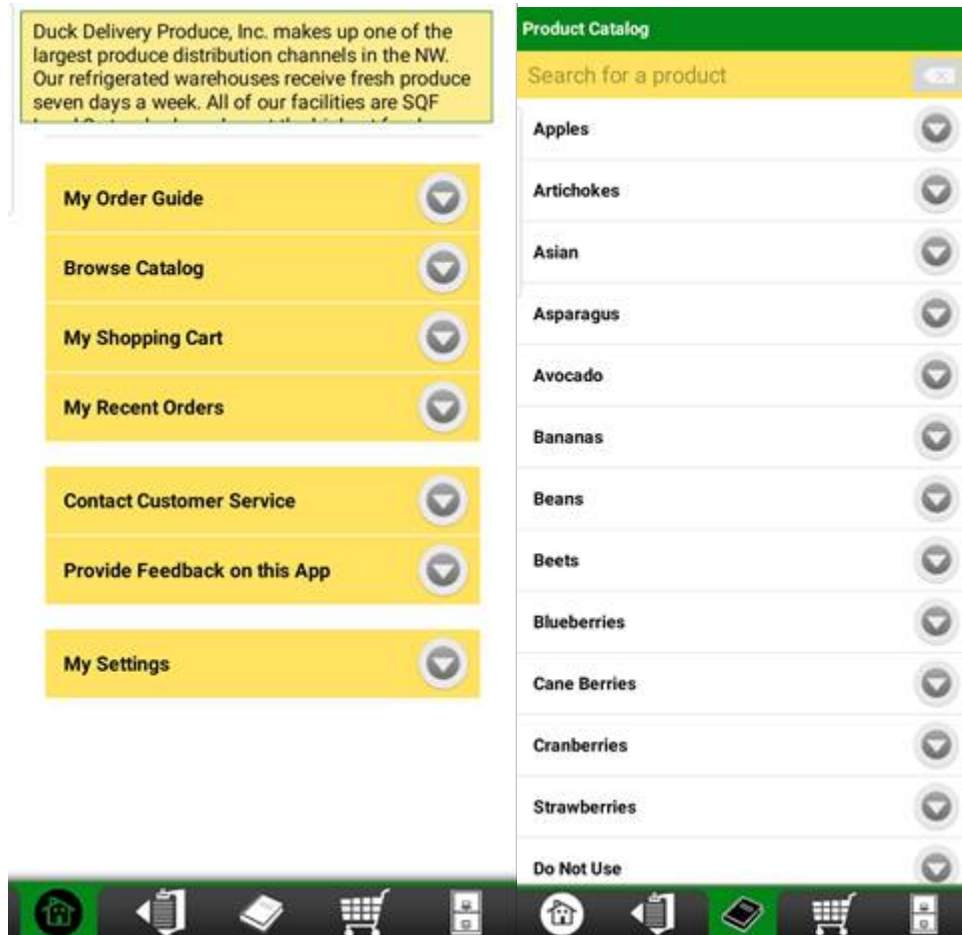 Duck Delivery Produce, Inc. makes up one of the
largest produce distribution channels in the NW.
Our refrigerated warehouses receive fresh produce
seven days a week. All of our facilities are SQF
My Order Guide
Browse Catalog
My Shopping Cart
My Recent Orders
Contact Customer Service
Provide Feedback on this App
My Settings
Product Catalog
Search for a product
Apples
Artichokes
Asian
Asparagus
Avocado
Bananas
Beans
Beets
Blueberries
Cane Berries
Cranberries
Strawberries
Do Not Use